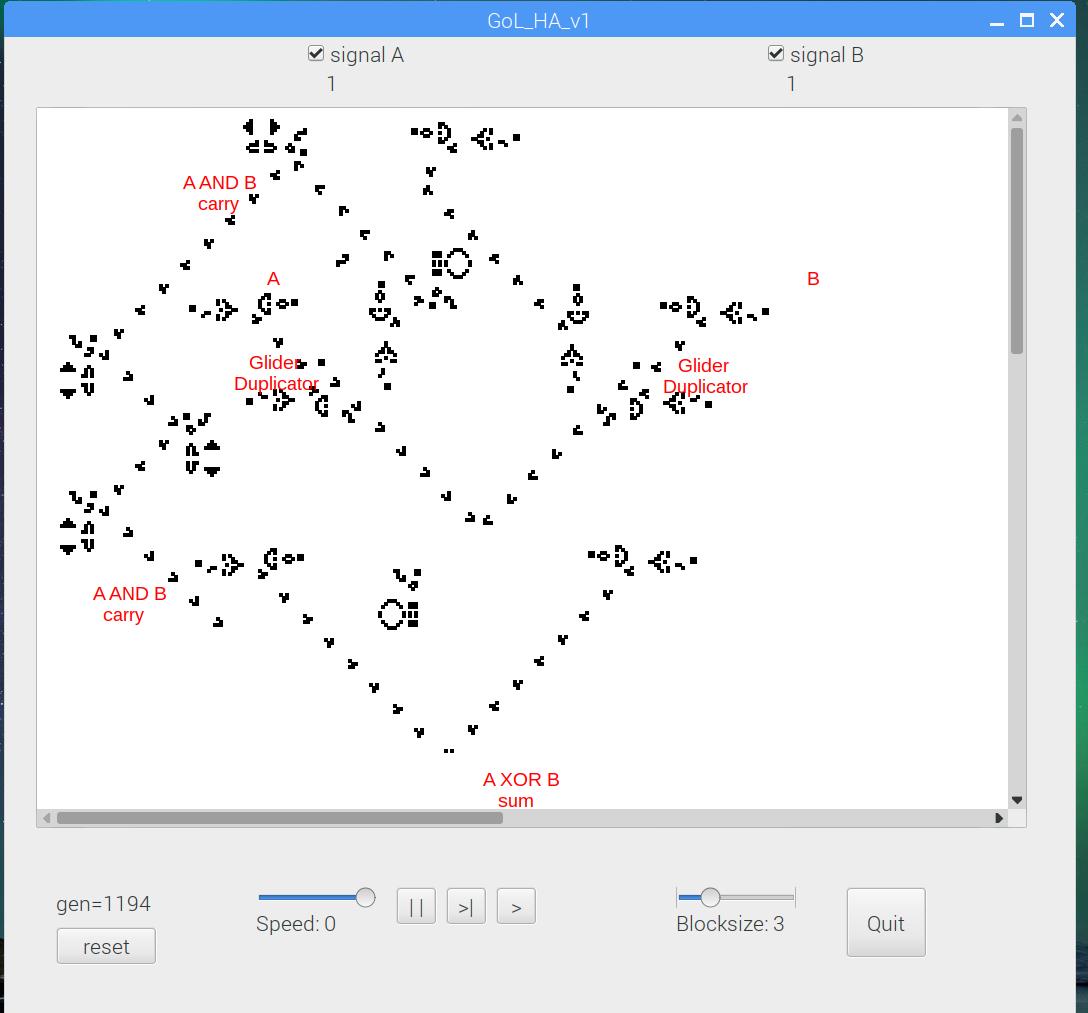 GoL_HA_v1
signal A
signal B
1
1
A AND B
carry
A
B
Glider
Duplicator
Glider
Duplicator
A AND B
carry
A XOR B
sum
gen=1194
reset
Speed: 0
||
>|
>
Blocksize: 3
Quit